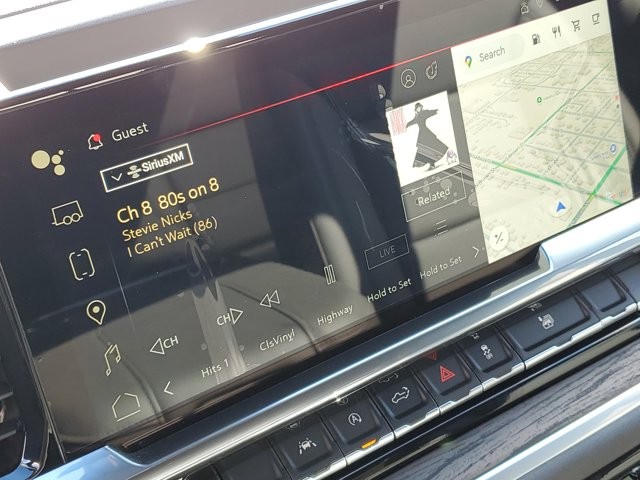 Guest
SiriusXM
Ch 8 80s on 8
Stevie Nicks
I Can't Wait (86)
Search
Related
LIVE
CH
CH
Hits 1
ClsVinyl
Highway
Hold to Set
Hold to Set